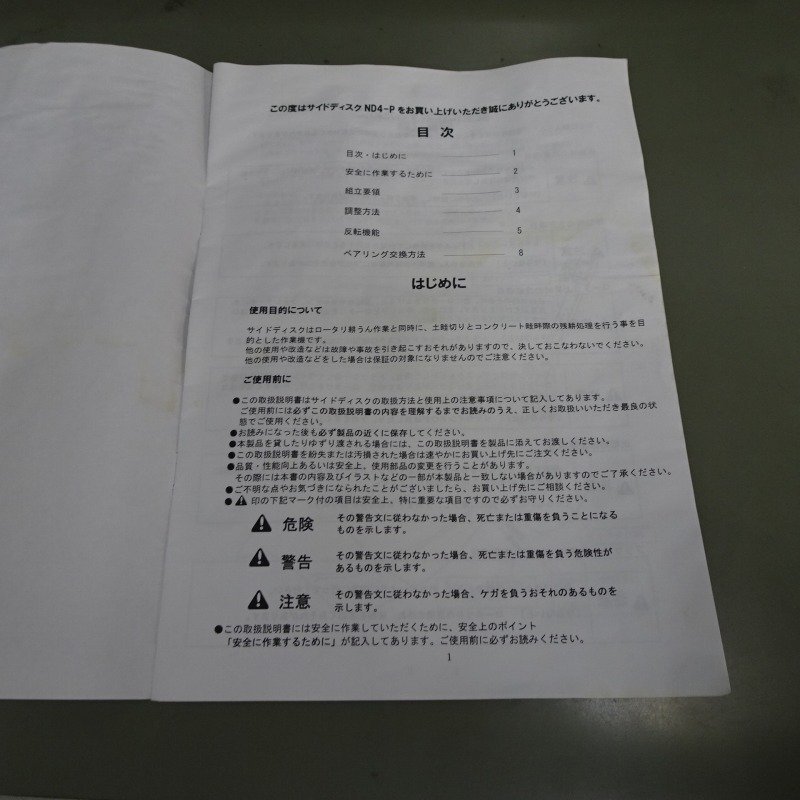 この度はサイドディスク ND4-P をお買い上げいただき誠にありがとうございます。
目 次
目次・はじめに 1
安全に作業するために 2
組立要領 3
調整方法 4
反転機能 5
ベアリング交換方法 8
はじめに
使用目的について
サイドディスクはロータリ耕うん作業と同時に、土畦切りとコンクリート畦畔際の残耕処理を行う事を目
的とした作業機です。
他の使用や改造などは故障や事故を引き起こすおそれがありますので、決しておこなわないでください。
他の使用や改造などをした場合は保証の対象になりませんのでご注意ください。
ご使用前に
●この取扱説明書はサイドディスクの取扱方法と使用上の注意事項について記入してあります。
ご使用前には必ずこの取扱説明書の内容を理解するまでお読みのうえ、正しくお取扱いいただき最良の状
態でご使用ください。
●お読みになった後も必ず製品の近くに保存してください。
●本製品を貸したりゆずり渡される場合には、この取扱説明書を製品に添えてお渡しください。
●この取扱説明書を紛失または汚損された場合は速やかにお買い上げ先にご注文ください。
●品質・性能向上あるいは安全上、使用部品の変更を行うことがあります。
その際には本書の内容及びイラストなどの一部が本製品と一致しない場合がありますのでご了承ください。
●ご不明な点やお気づきになられたことがございましたら、お買い上げ先にご相談ください。
●⚠印の下記マーク付の項目は安全上、特に重要な項目ですので必ずお守りください。
⚠ 危険 その警告文に従わなかった場合、死亡または重傷を負うことになる
ものを示します。
⚠ 警告 その警告文に従わなかった場合、死亡または重傷を負う危険性が
あるものを示します。
⚠ 注意 その警告文に従わなかった場合、ケガを負うおそれのあるものを
示します。
●この取扱説明書には安全に作業していただくために、安全上のポイント
「安全に作業するために」が記入してあります。ご使用前に必ずお読みください。
1